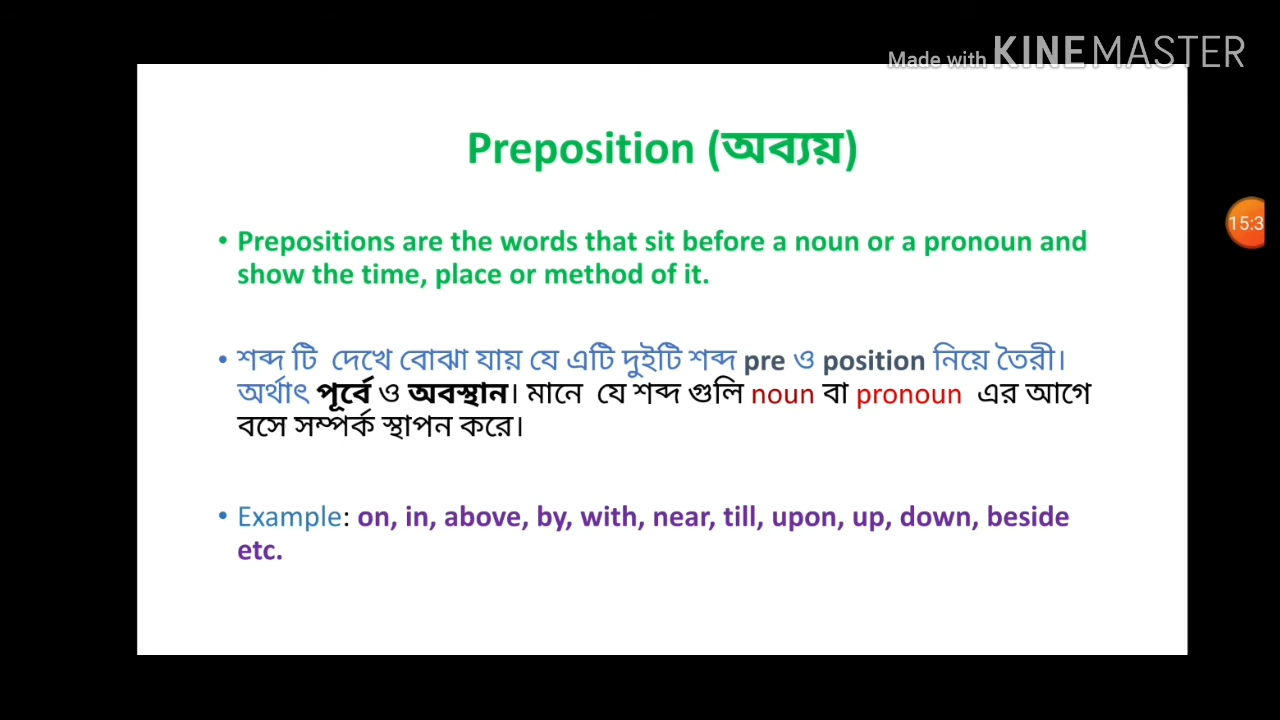 Made with KINEMASTER
Preposition (অব্যয়)
15:3
• Prepositions are the words that sit before a noun or a pronoun and
show the time, place or method of it.
• শব্দ টি দেখে বোঝা যায় যে এটি দুইটি শব্দ pre ও position নিয়ে তৈরী।
অর্থাৎ পূর্বে ও অবস্থান। মানে যে শব্দ গুলি noun বা pronoun এর আগে
বসে সম্পর্ক স্থাপন করে।
• Example: on, in, above, by, with, near, till, upon, up, down, beside
etc.